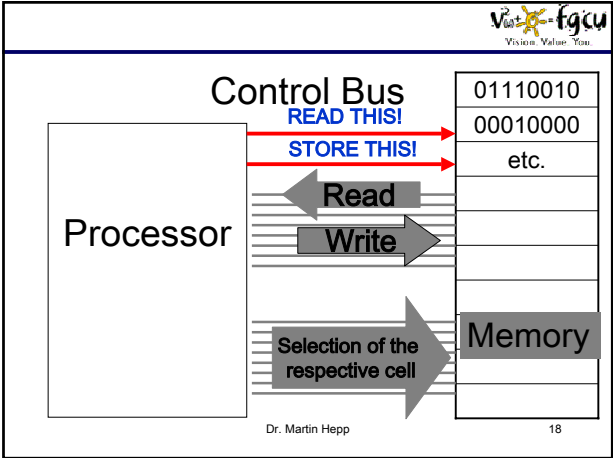 fgcu
Vision. Value. You.
Control Bus
READ THIS!
STORE THIS!
01110010
00010000
etc.
Read
Write
Processor
Selection of the
respective cell
Memory
Dr. Martin Hepp
18